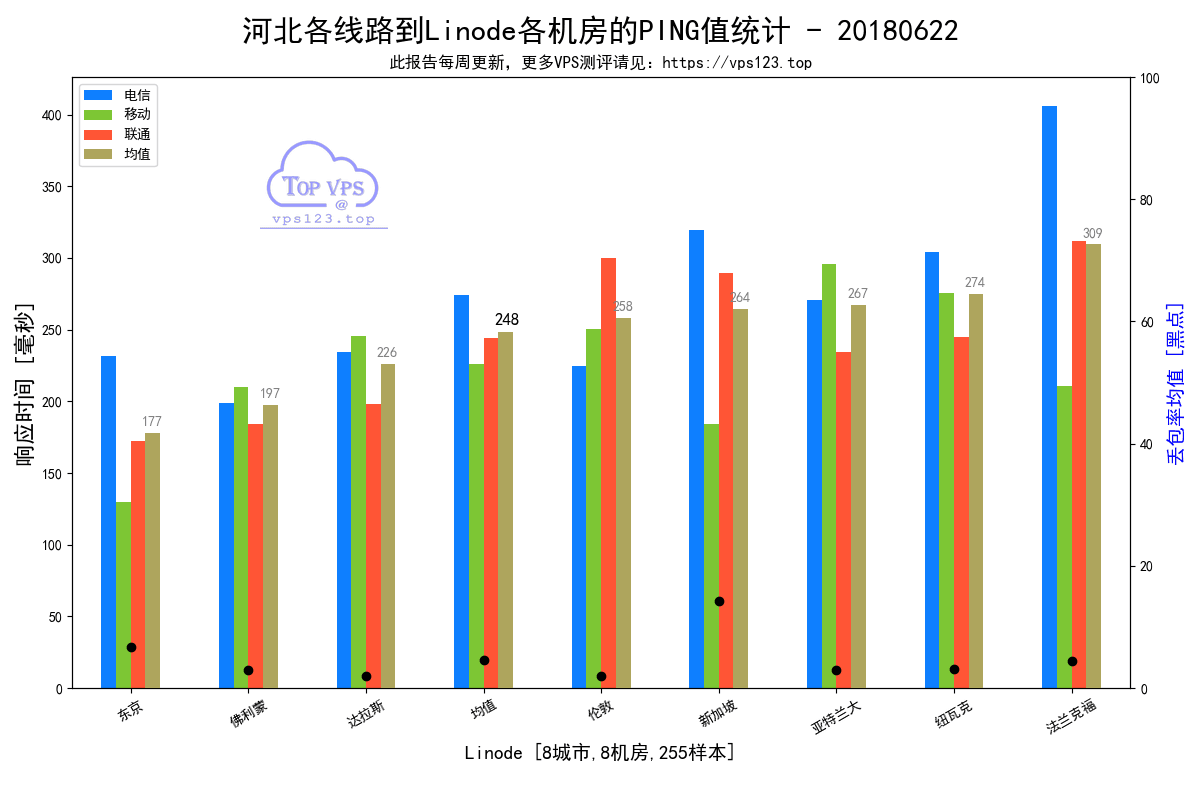 河北各线路到Linode各机房的PING值统计 - 20180622
此报告每周更新，更多VPS测评请见：https://vps123.top
电信
移动
联通
均值
TOP VPS
@
vps123.top
响应时间 [毫秒]
400
350
300
250
200
150
100
50
0
177
197
226
248
258
264
267
274
309
100
80
60
40
20
0
丢包率均值 [黑点]
东京
佛利蒙
达拉斯
均值
伦敦
新加坡
亚特兰大
纽瓦克
法兰克福
Linode [8城市,8机房,255样本]